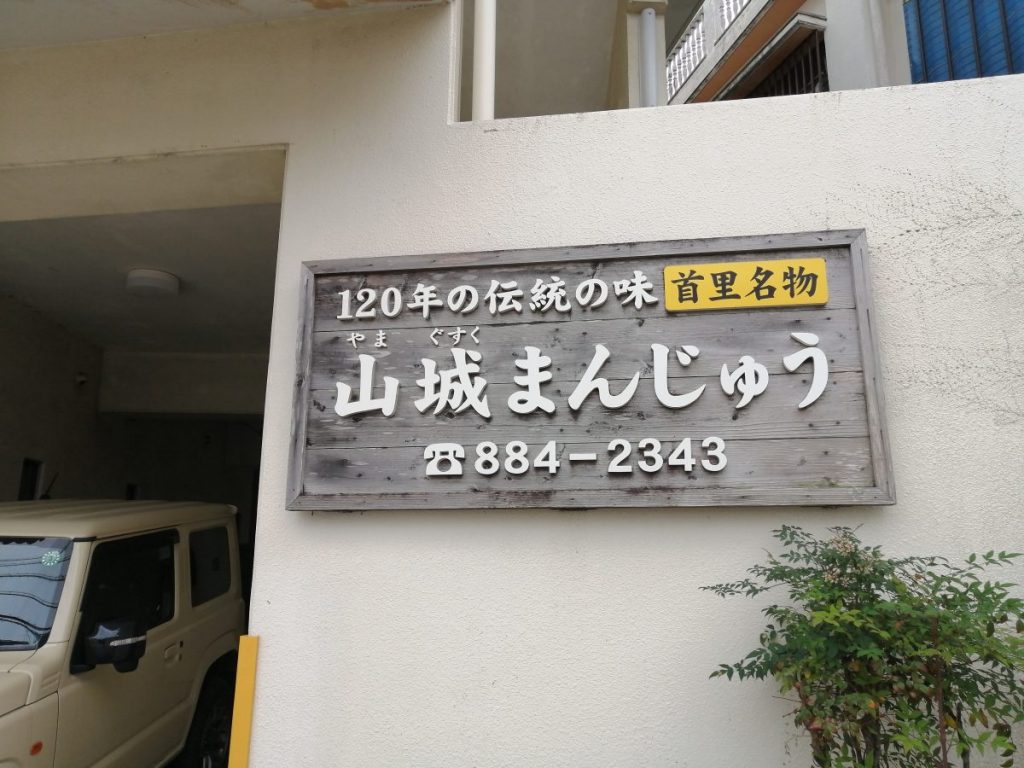 120年の伝統の味 首里名物
やま ぐすく
山城まんじゅう
☎884-2343